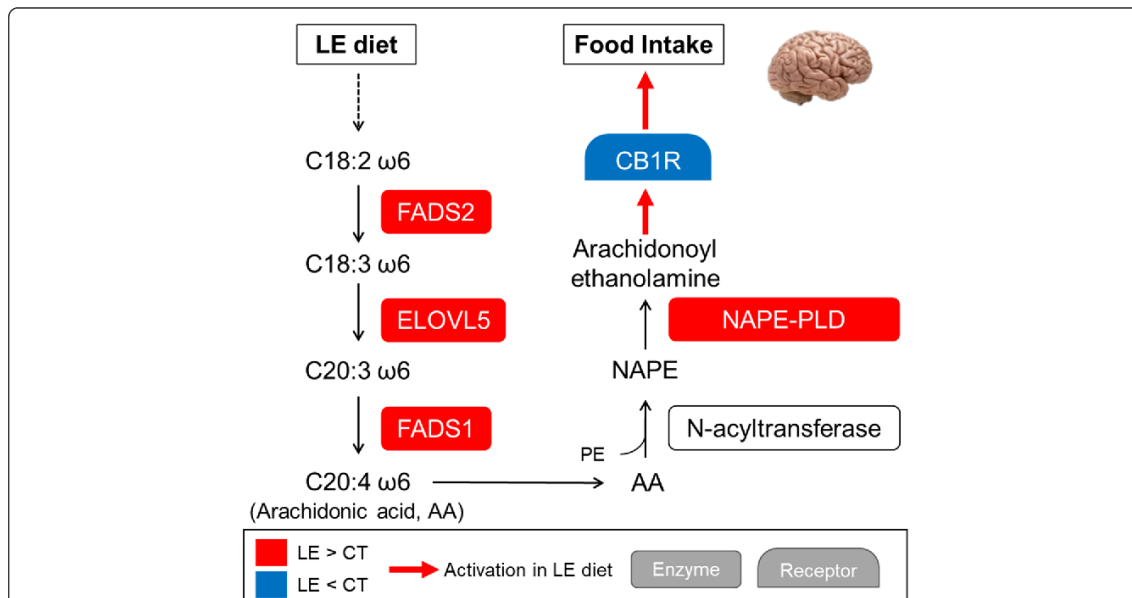 LE diet
C18:2 ω6
FADS2
C18:3 ω6
ELOVL5
C20:3 ω6
FADS1
C20:4 ω6
(Arachidonic acid, AA)
Food Intake
CB1R
Arachidonoyl
ethanolamine
NAPE-PLD
NAPE
N-acyltransferase
PE
AA
LE > CT
LE < CT
Activation in LE diet
Enzyme
Receptor